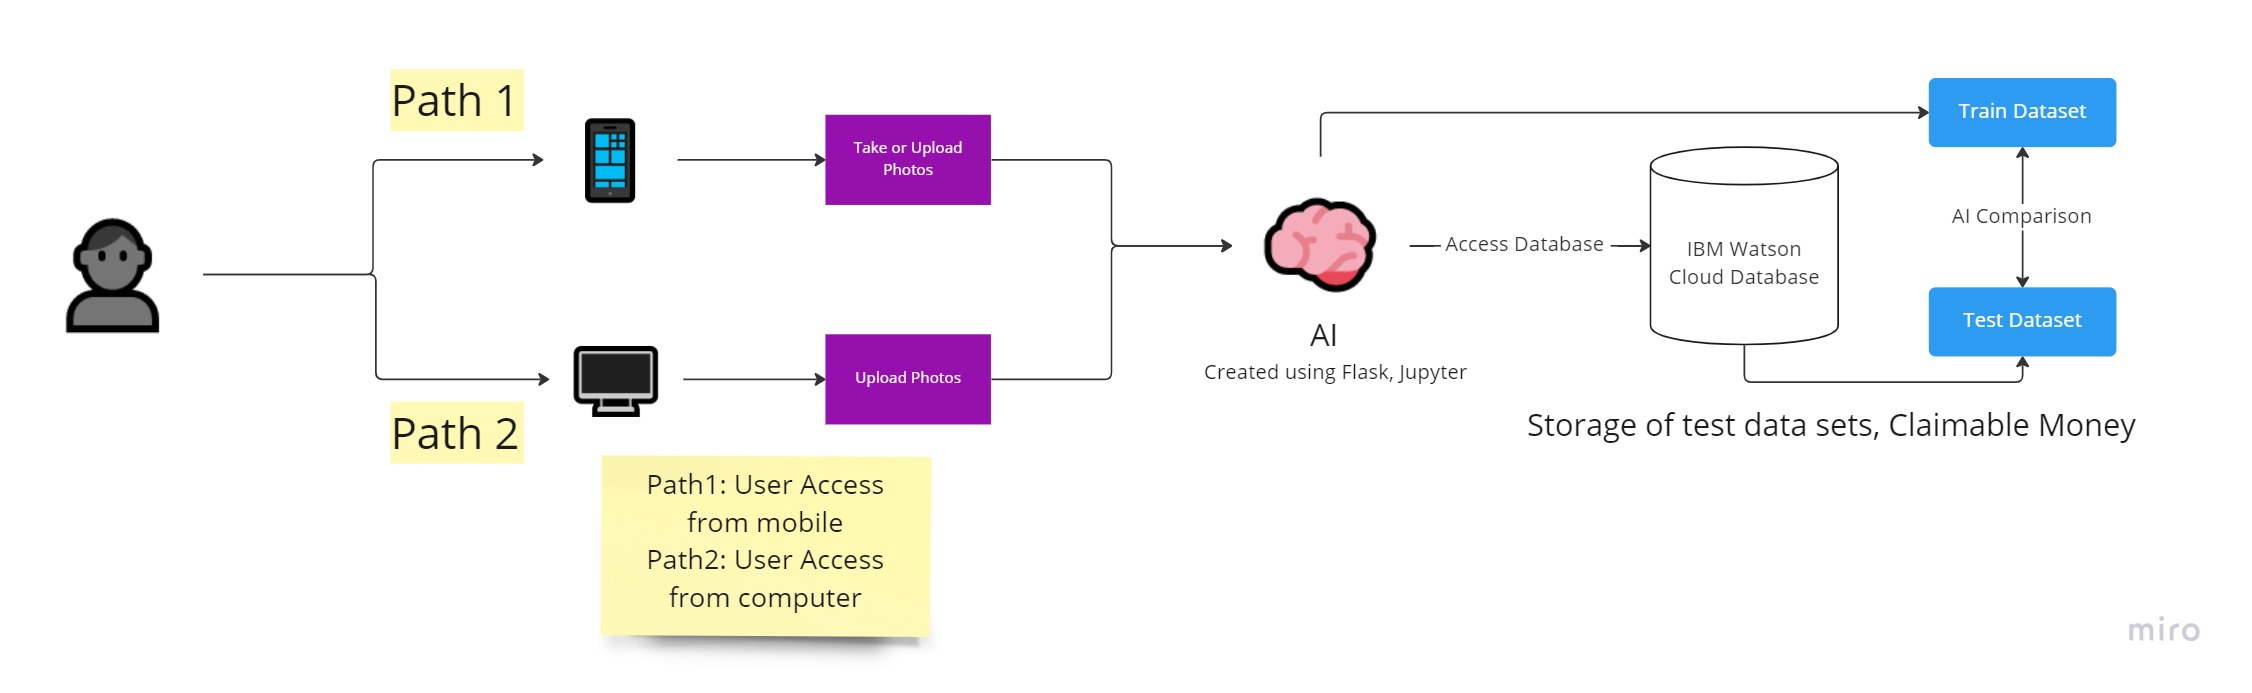 Path 1
Take or Upload
Photos
Train Dataset
AI Comparison
Access Database
IBM Watson
Cloud Database
Test Dataset
AI
Created using Flask, Jupyter
Upload Photos
Path 2
Storage of test data sets, Claimable Money
Path1: User Access
from mobile
Path2: User Access
from computer
miro